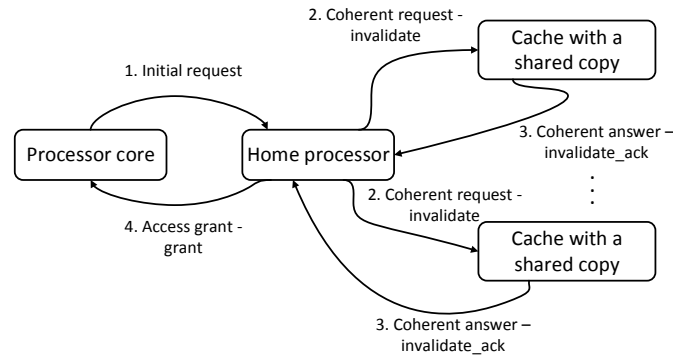 2. Coherent request -
invalidate
Cache with a
shared copy
1. Initial request
3. Coherent answer –
invalidate_ack
Processor core
Home processor
2. Coherent request -
invalidate
4. Access grant -
grant
Cache with a
shared copy
3. Coherent answer –
invalidate_ack